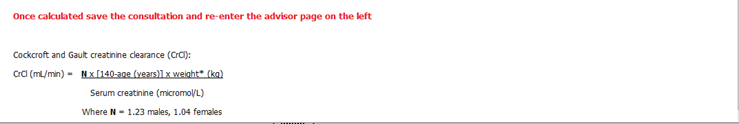 Once calculated save the consultation and re-enter the advisor page on the left
Cockcroft and Gault creatinine clearance (CrCl):
CrCl (mL/min) = N x [140-age (years)] x weight* (kg)
Serum creatinine (micromol/L)
Where N = 1.23 males, 1.04 females